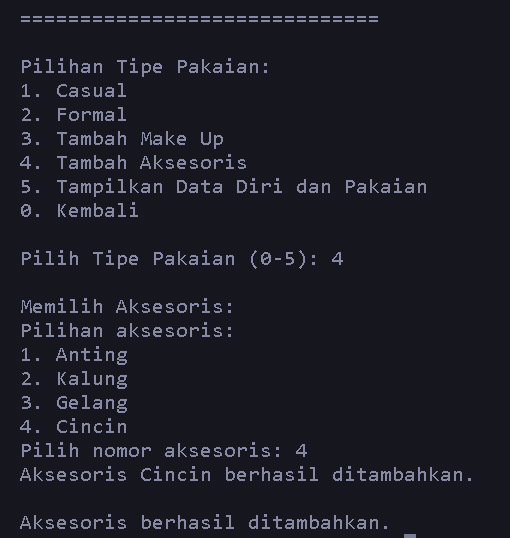 ==============================
Pilihan Tipe Pakaian:
1. Casual
2. Formal
3. Tambah Make Up
4. Tambah Aksesoris
5. Tampilkan Data Diri dan Pakaian
0. Kembali
Pilih Tipe Pakaian (0-5): 4
Memilih Aksesoris:
Pilihan aksesoris:
1. Anting
2. Kalung
3. Gelang
4. Cincin
Pilih nomor aksesoris: 4
Aksesoris Cincin berhasil ditambahkan.
Aksesoris berhasil ditambahkan.